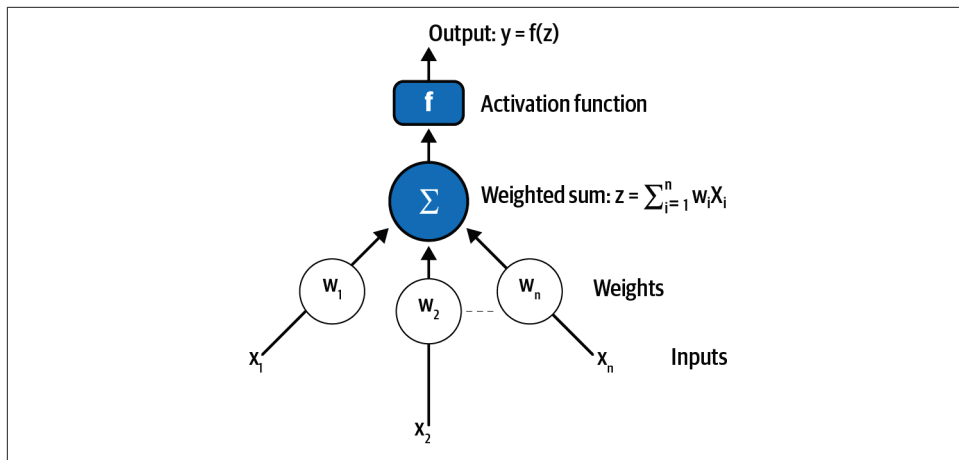 Output: y = f(z)
f
Activation function
Σ
Weighted sum: z = ∑ⁿᵢ₌₁ wᵢXᵢ
w₁
w₂
wₙ
Weights
x₁
xₙ
Inputs
x₂